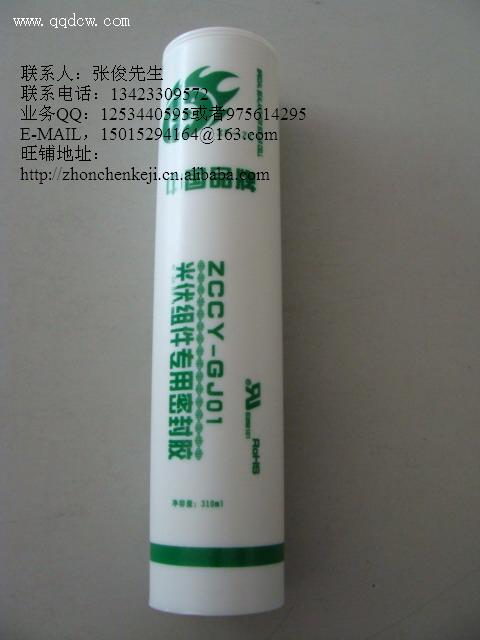 www.qqdcw.com
联系人：张俊先生
联系电话：13423309572
业务QQ：1253440595或者975614295
E-MAIL，15015294164@163.com
旺铺地址：
http://zhonchenkeji.cn.alibaba.com
ZCCY-GJ01
光伏组件专用密封胶
RoHS
净容量：310ml